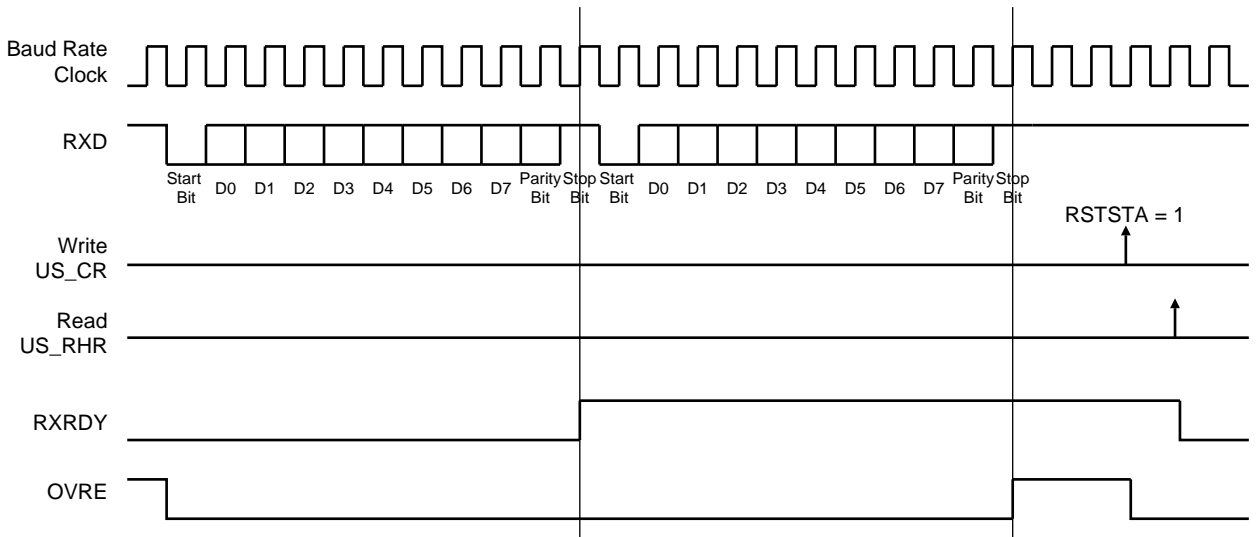 Baud Rate
Clock
RXD
Start
Bit
D0
D1
D2
D3
D4
D5
D6
D7
Parity
Bit
Stop
Bit
Start
Bit
D0
D1
D2
D3
D4
D5
D6
D7
Parity
Bit
Stop
Bit
RSTSTA = 1
Write
US_CR
Read
US_RHR
RXRDY
OVRE